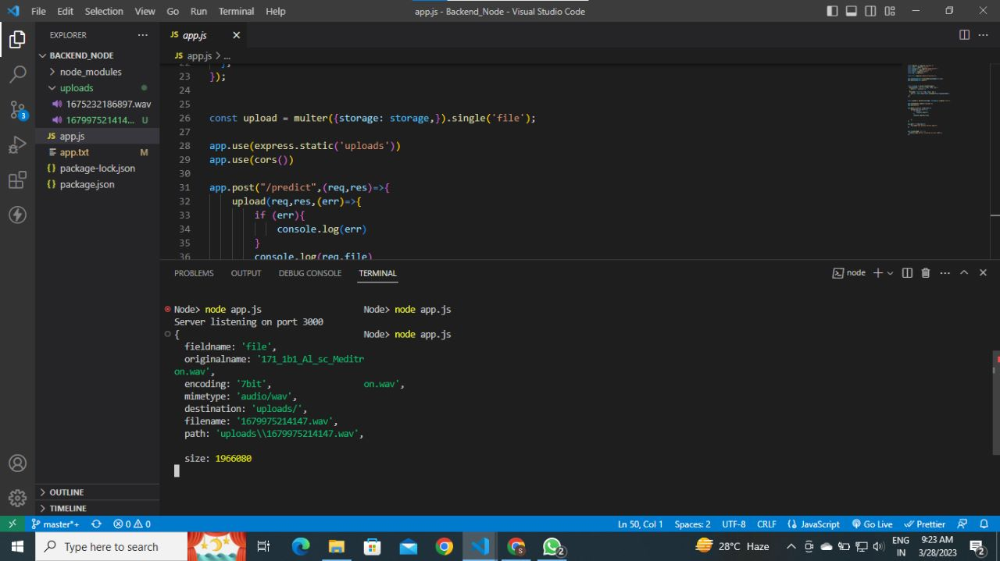 File Edit Selection View Go Run Terminal Help
app.js - Backend_Node - Visual Studio Code
EXPLORER
BACKEND_NODE
node_modules
uploads
1675232186897.wav
167997521414... U
JS app.js
app.txt M
{} package-lock.json
{} package.json
OUTLINE
TIMELINE
3
JS app.js
JS app.js > ...
22 ],
23 });
24
25
26 const upload = multer({storage: storage,}).single('file');
27
28 app.use(express.static('uploads'))
29 app.use(cors())
30
31 app.post("/predict",(req,res)=>{
32 upload(req,res,(err)=>{
33 if (err){
34 console.log(err)
35 }
36 console.log(req.file)
PROBLEMS OUTPUT DEBUG CONSOLE TERMINAL
node
Node> node app.js Node> node app.js
Server listening on port 3000
{ Node> node app.js
fieldname: 'file',
originalname: '171_1b1_Al_sc_Meditr
on.wav',
encoding: '7bit', on.wav',
mimetype: 'audio/wav',
destination: 'uploads/',
filename: '1679975214147.wav',
path: 'uploads\\1679975214147.wav',
size: 1966080
master*+ 0 0 Ln 50, Col 1 Spaces: 2 UTF-8 CRLF {} JavaScript Go Live Prettier
Type here to search
S
2
28°C Haze
ENG
IN
9:23 AM
3/28/2023
2